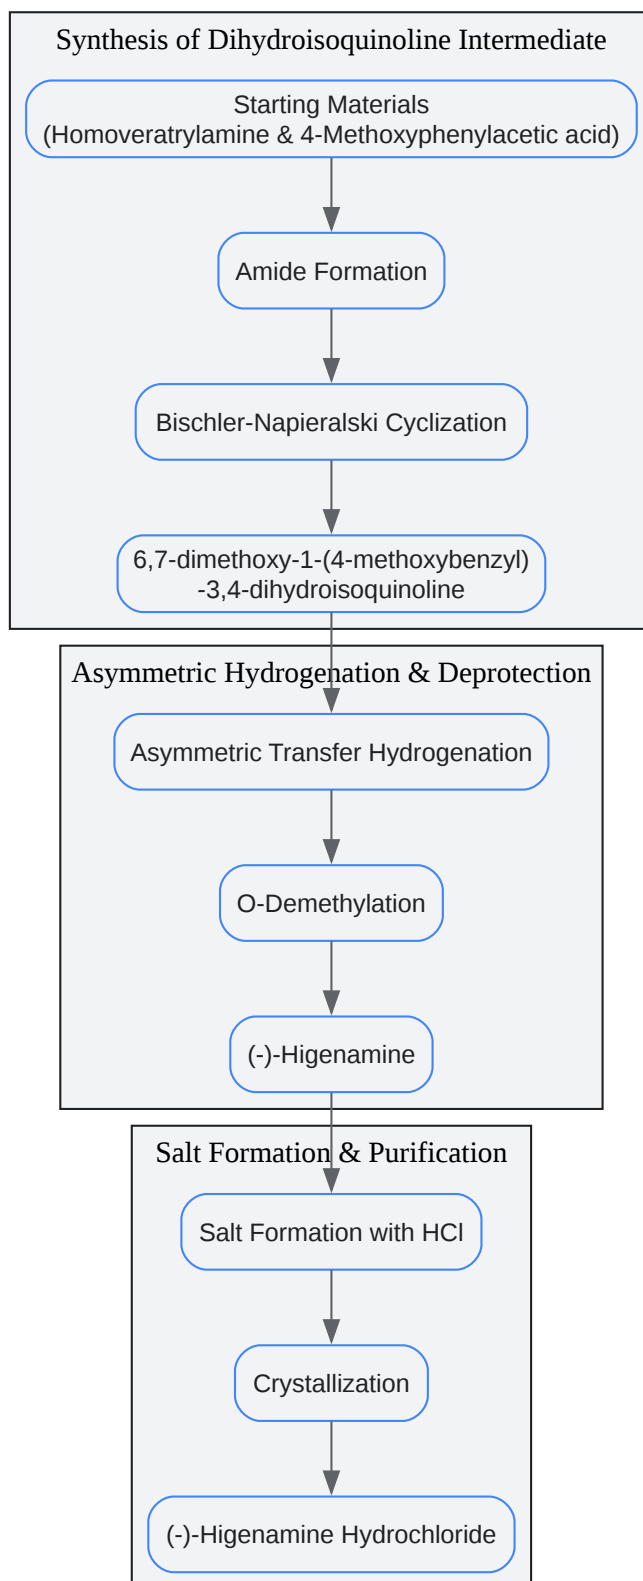 Synthesis of Dihydroisoquinoline Intermediate
Starting Materials
(Homoveratrylamine & 4-Methoxyphenylacetic acid)
Amide Formation
Bischler-Napieralski Cyclization
6,7-dimethoxy-1-(4-methoxybenzyl)
-3,4-dihydroisoquinoline
Asymmetric Hydrogenation & Deprotection
Asymmetric Transfer Hydrogenation
O-Demethylation
(-)-Higenamine
Salt Formation & Purification
Salt Formation with HCl
Crystallization
(-)-Higenamine Hydrochloride